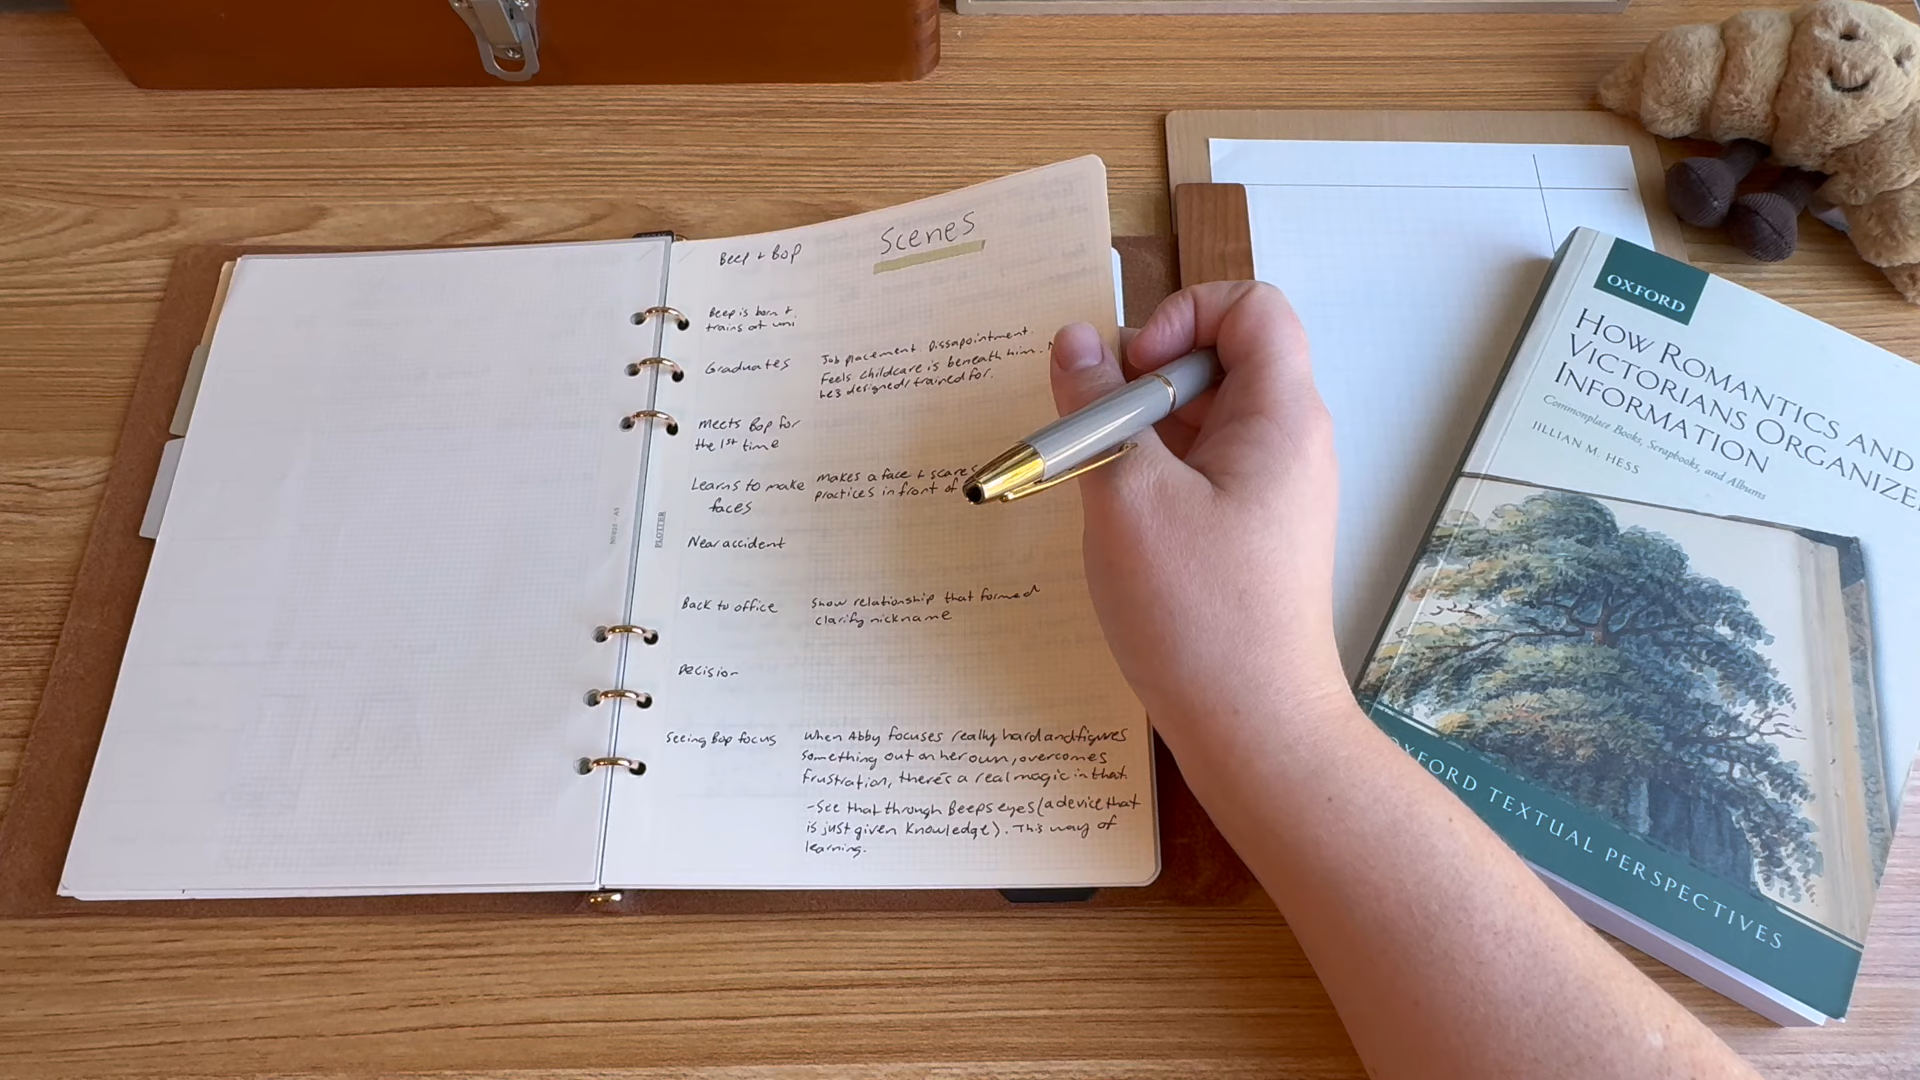 Beep + Bop
Scenes
Beep is born +
trains at uni
Graduates
Job placement. Dissapointment.
Feels childcare is beneath him.
he's designed/trained for.
Meets Bop for
the 1st time
Learns to make
faces
makes a face + scares
practices in front of
Near accident
Back to office
Show relationship that formed
clarify nickname
Decision
Seeing Bop focus
When Abby focuses really hard and figures
something out on her own, overcomes
frustration, there's a real magic in that.
- See that through Beeps eyes (a device that
is just given knowledge). This way of
learning.
PLOTTER
OXFORD
HOW ROMANTICS AND
VICTORIANS ORGANIZE
INFORMATION
Commonplace Books, Scrapbooks, and Albums
JILLIAN M. HESS
OXFORD TEXTUAL PERSPECTIVES